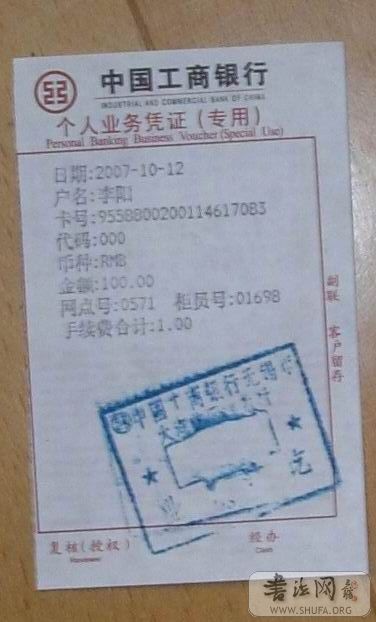 中国工商银行
INDUSTRIAL AND COMMERCIAL BANK OF CHINA
个人业务凭证（专用）
Personal Banking Business Voucher (Special Use)
日期:2007-10-12
户名:李阳
卡号:9558800200114617083
代码:000
币种:RMB
金额:100.00
网点号:0571 柜员号:01698
手续费合计:1.00
副联 客户留存
中国工商银行无锡
复核（授权） 经办
书法网
WWW.SHUFA.ORG